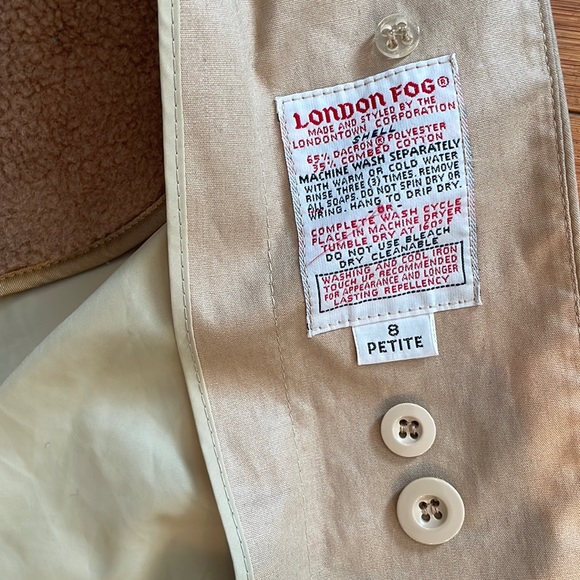 LONDON FOG®
MADE AND STYLED BY THE
LONDONTOWN CORPORATION
SHELL
65% DACRON® POLYESTER
35% COMBED COTTON
MACHINE WASH SEPARATELY
WITH WARM OR COLD WATER
RINSE THREE (3) TIMES. REMOVE
ALL SOAPS. DO NOT SPIN DRY OR
WRING. HANG TO DRIP DRY.
-OR-
COMPLETE WASH CYCLE
PLACE IN MACHINE DRYER
TUMBLE DRY AT 160° F
DO NOT USE BLEACH
DRY CLEANABLE
WASHING AND COOL IRON
TOUCH UP RECOMMENDED
FOR APPEARANCE AND LONGER
LASTING REPELLENCY
8
PETITE